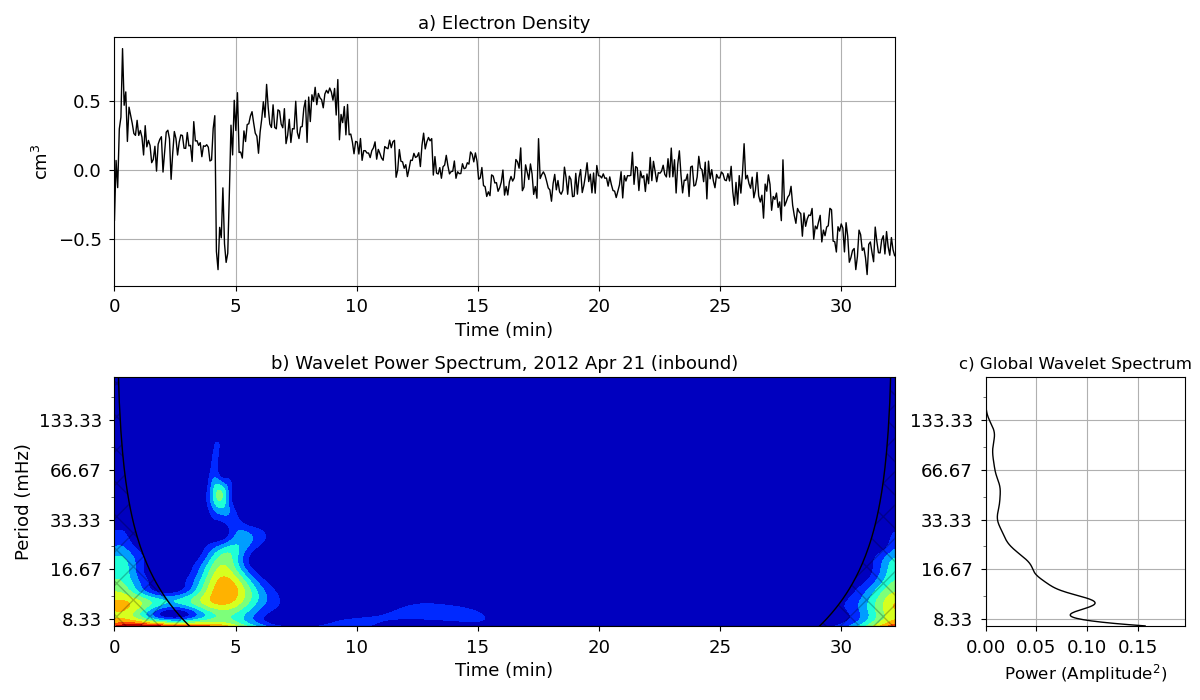 a) Electron Density
cm³
0.5
0.0
−0.5
0 5 10 15 20 25 30
Time (min)
b) Wavelet Power Spectrum, 2012 Apr 21 (inbound)
Period (mHz)
133.33
66.67
33.33
16.67
8.33
0 5 10 15 20 25 30
Time (min)
c) Global Wavelet Spectrum
133.33
66.67
33.33
16.67
8.33
0.00 0.05 0.10 0.15
Power (Amplitude²)